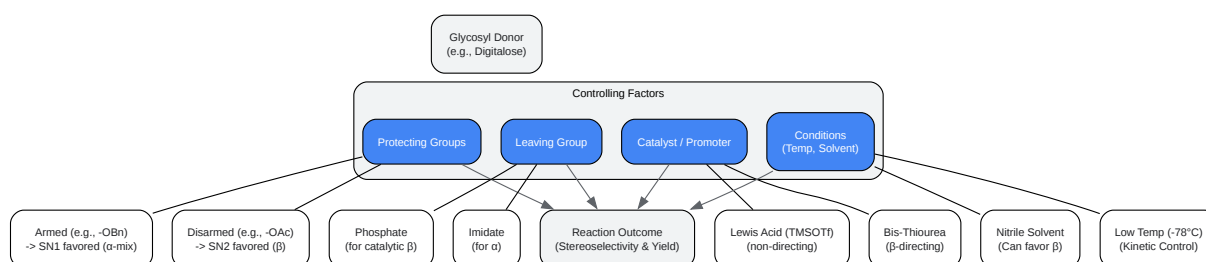 Glycosyl Donor
(e.g., Digitalose)
Controlling Factors
Protecting Groups
Leaving Group
Catalyst / Promoter
Conditions
(Temp, Solvent)
Armed (e.g., -OBn)
-> SN1 favored (α-mix)
Disarmed (e.g., -OAc)
-> SN2 favored (β)
Phosphate
(for catalytic β)
Imidate
(for α)
Reaction Outcome
(Stereoselectivity & Yield)
Lewis Acid (TMSOTf)
(non-directing)
Bis-Thiourea
(β-directing)
Nitrile Solvent
(Can favor β)
Low Temp (-78°C)
(Kinetic Control)